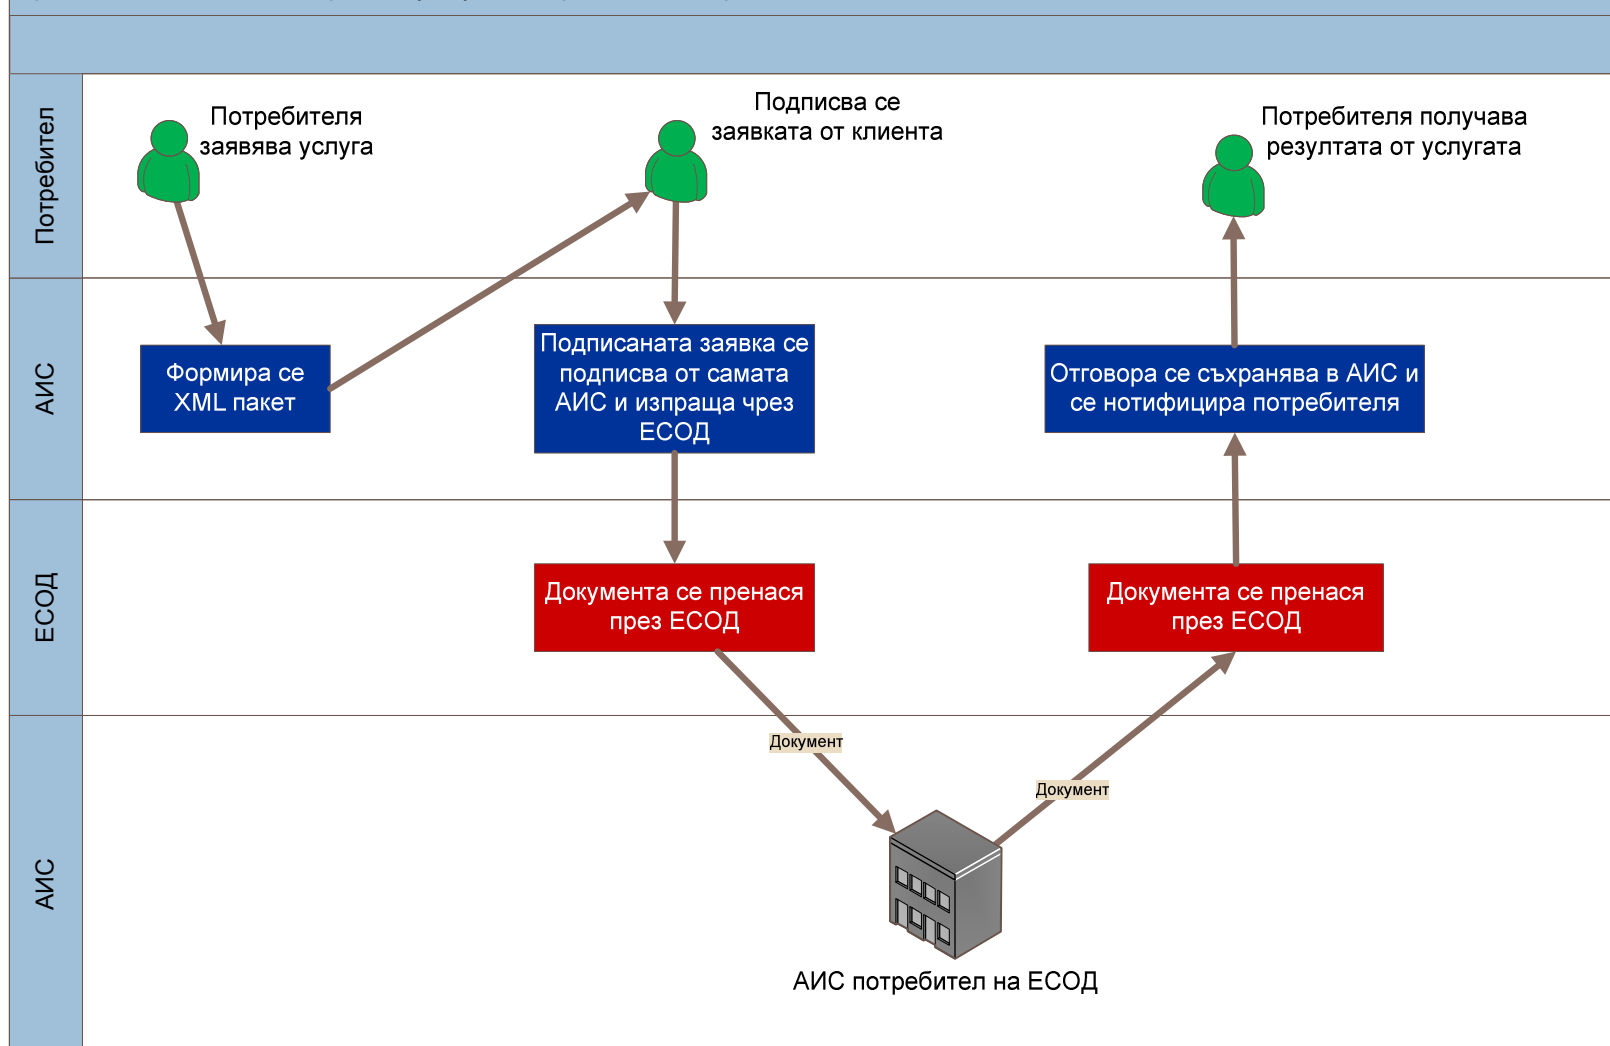 Потребител
Потребителя
заявява услуга
Подписва се
заявката от клиента
Потребителя получава
резултата от услугата
АИС
Формира се
XML пакет
Подписаната заявка се
подписва от самата
АИС и изпраща чрез
ЕСОД
Отговора се съхранява в АИС и
се нотифицира потребителя
ЕСОД
Документа се пренася
през ЕСОД
Документа се пренася
през ЕСОД
АИС
Документ
Документ
АИС потребител на ЕСОД